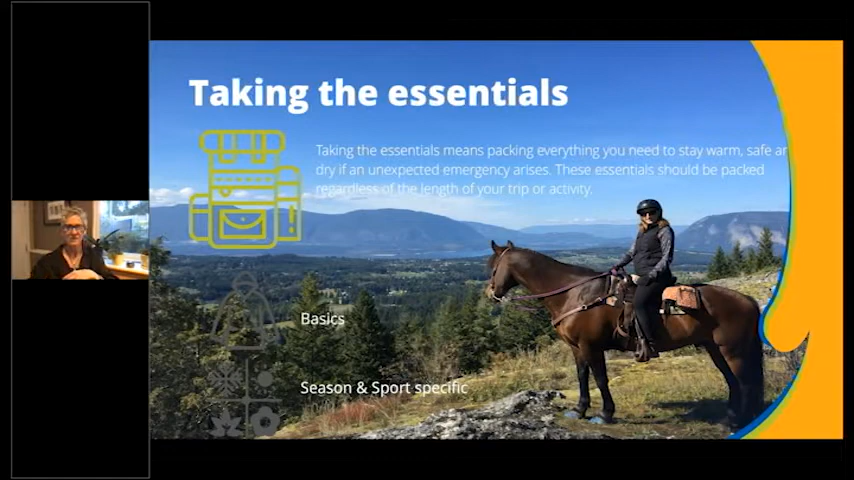 Taking the essentials
Taking the essentials means packing everything you need to stay warm, safe an
dry if an unexpected emergency arises. These essentials should be packed
regardless of the length of your trip or activity.
Basics
Season & Sport specific